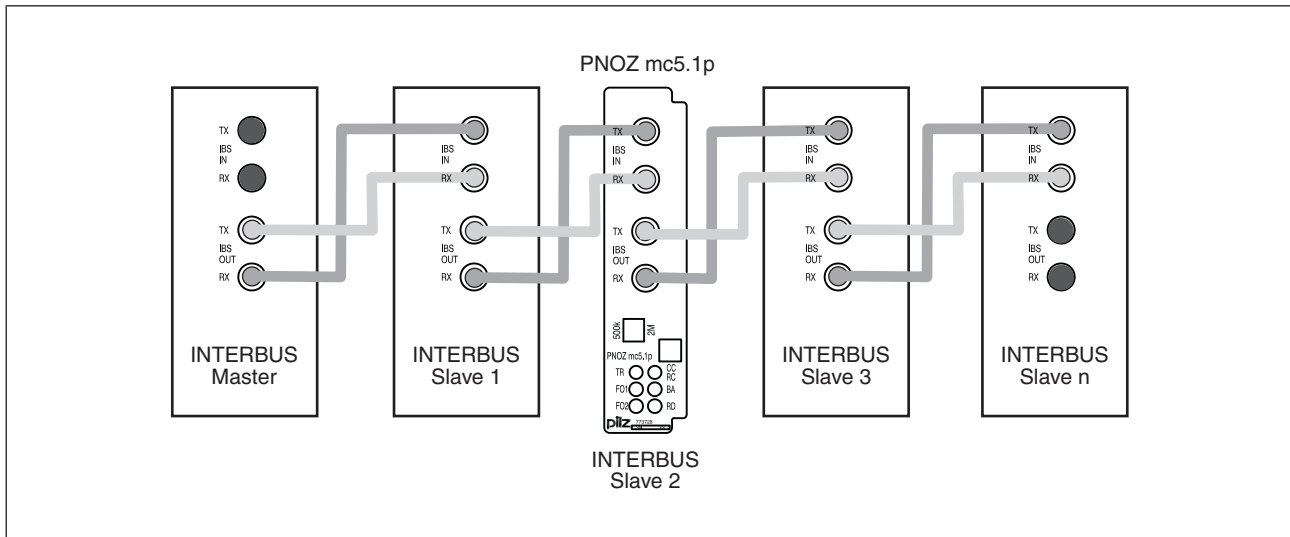 PNOZ mc5.1p
TX
IBS
IN
RX
TX
IBS
OUT
RX
INTERBUS
Master
IBS
IN
RX
TX
IBS
OUT
RX
INTERBUS
Slave 1
TX
IBS
IN
RX
TX
IBS
OUT
RX
500k
2M
PNOZ mc5.1p
TR
CC
RC
FO1
BA
FO2
RD
pilz
773728
INTERBUS
Slave 2
TX
IBS
IN
RX
TX
IBS
OUT
RX
INTERBUS
Slave 3
TX
IBS
IN
RX
TX
IBS
OUT
RX
INTERBUS
Slave n